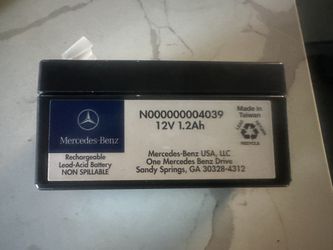 N000000004039
12V 1.2Ah
Made in
Taiwan
Mercedes-Benz
Rechargeable
Lead-Acid Battery
NON SPILLABLE
Mercedes-Benz USA, LLC
One Mercedes Benz Drive
Sandy Springs, GA 30328-4312
RECYCLE